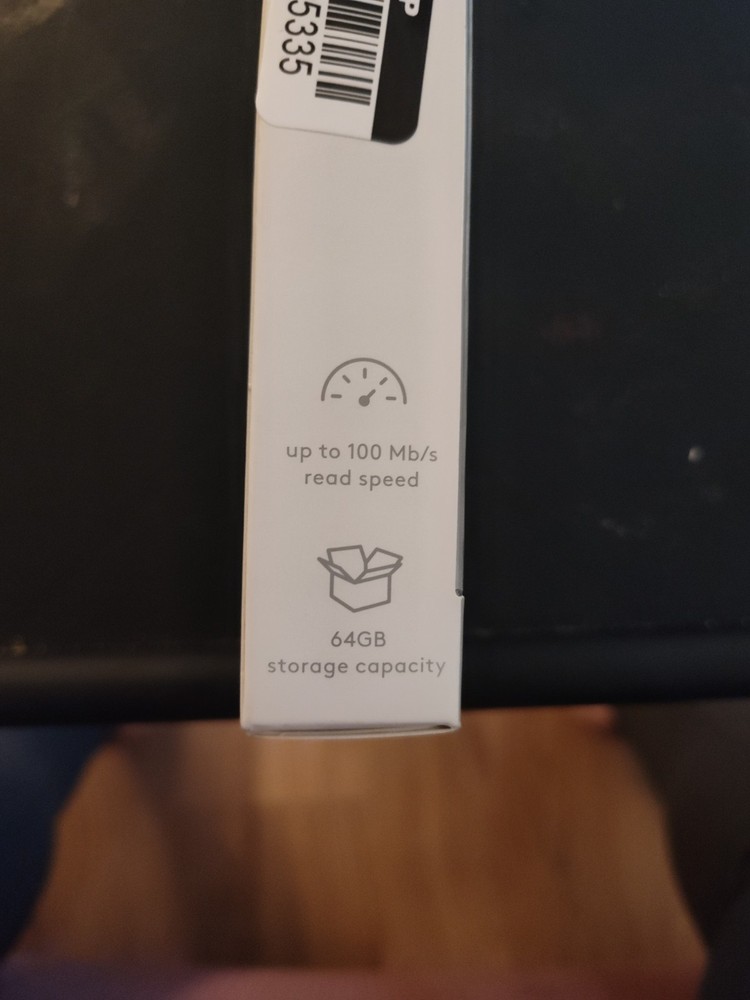 5335
up to 100 Mb/s
read speed
64GB
storage capacity